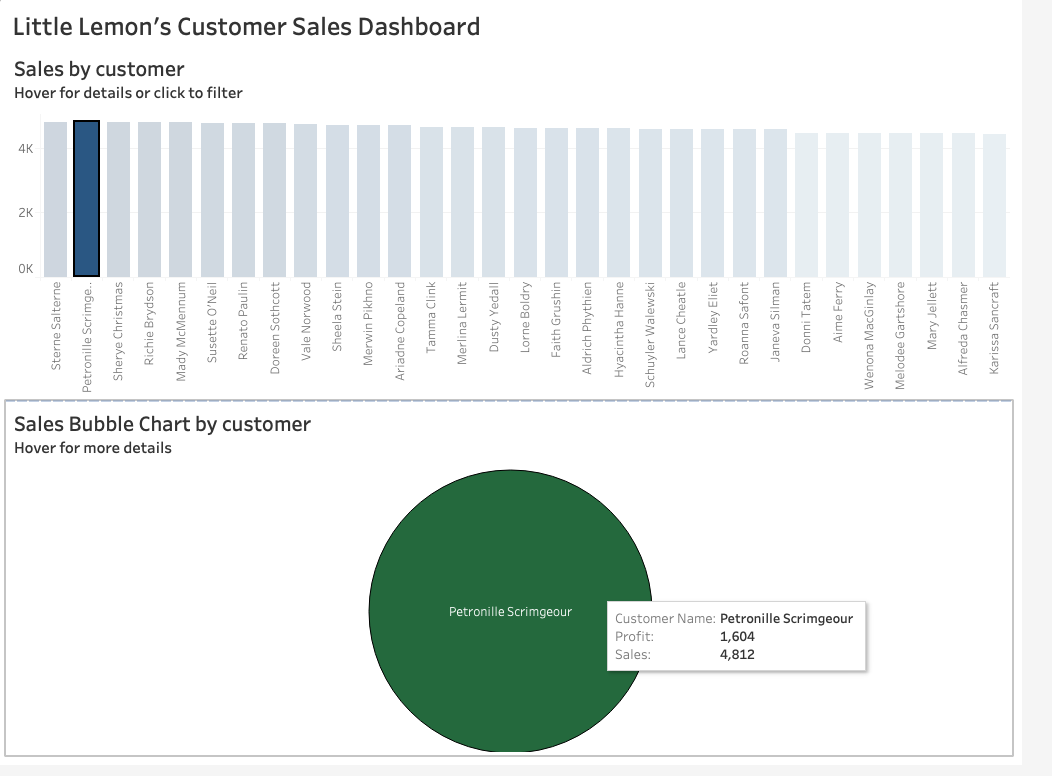 Little Lemon’s Customer Sales Dashboard
Sales by customer
Hover for details or click to filter
4K
2K
0K
Sterne Salterne
Petronille Scrimge..
Sherye Christmas
Richie Brydson
Mady McMennum
Susette O’Neil
Renato Paulin
Doreen Sothcott
Vale Norwood
Sheela Stein
Merwin Pikhno
Ariadne Copeland
Tamma Clink
Merlina Lermit
Dusty Yedall
Lorne Boldry
Faith Grushin
Aldrich Phythien
Hyacintha Hanne
Schuyler Walewski
Lance Cheatle
Yardley Eliet
Roanna Safont
Janeva Silman
Donni Tatem
Aime Ferry
Wenona MacGinlay
Melodee Gartshore
Mary Jellett
Alfreda Chasmer
Karissa Sancraft
Sales Bubble Chart by customer
Hover for more details
Petronille Scrimgeour
Customer Name: Petronille Scrimgeour
Profit: 1,604
Sales: 4,812